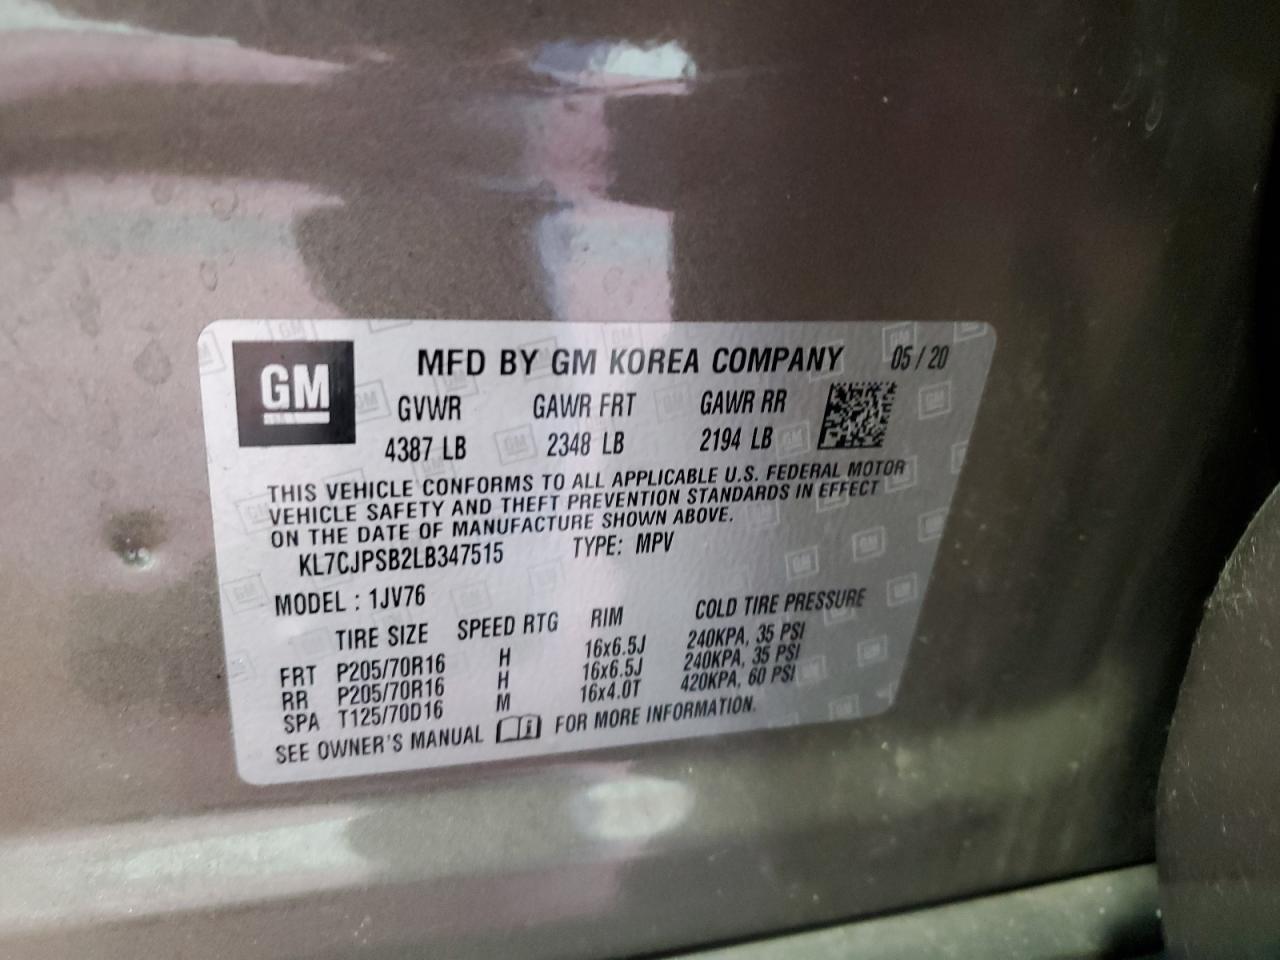 GM
MFD BY GM KOREA COMPANY 05 / 20
GVWR GAWR FRT GAWR RR
4387 LB 2348 LB 2194 LB
THIS VEHICLE CONFORMS TO ALL APPLICABLE U.S. FEDERAL MOTOR
VEHICLE SAFETY AND THEFT PREVENTION STANDARDS IN EFFECT
ON THE DATE OF MANUFACTURE SHOWN ABOVE.
KL7CJPSB2LB347515 TYPE: MPV
MODEL : 1JV76
TIRE SIZE SPEED RTG RIM COLD TIRE PRESSURE
FRT P205/70R16 H 16x6.5J 240KPA, 35 PSI
RR P205/70R16 H 16x6.5J 240KPA, 35 PSI
SPA T125/70D16 M 16x4.0T 420KPA, 60 PSI
SEE OWNER'S MANUAL FOR MORE INFORMATION.